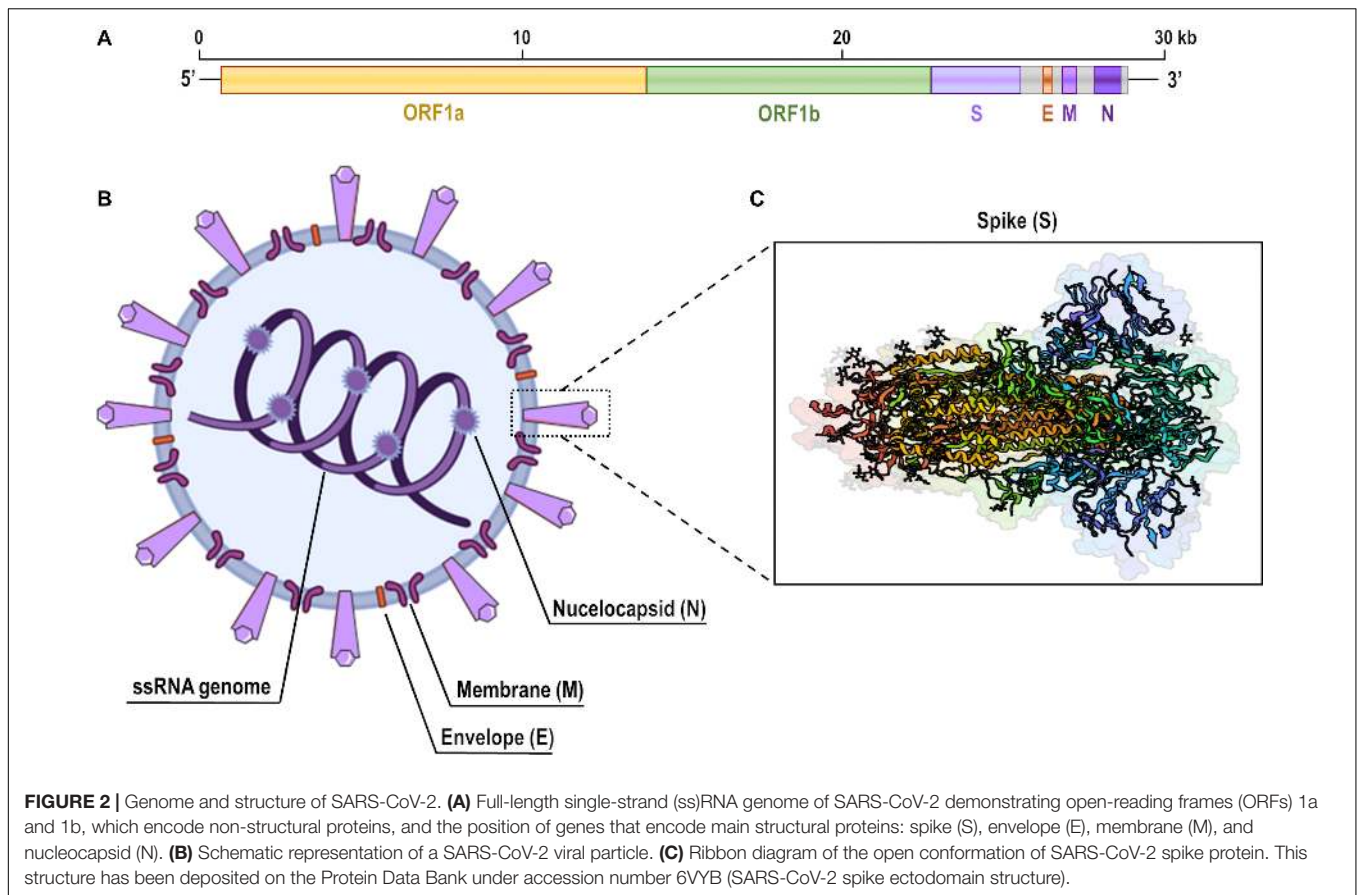 A
0 10 20 30 kb
5' 3'
ORF1a ORF1b S E M N
B
C
Spike (S)
Nucelocapsid (N)
ssRNA genome
Membrane (M)
Envelope (E)
FIGURE 2 | Genome and structure of SARS-CoV-2. (A) Full-length single-strand (ss)RNA genome of SARS-CoV-2 demonstrating open-reading frames (ORFs) 1a
and 1b, which encode non-structural proteins, and the position of genes that encode main structural proteins: spike (S), envelope (E), membrane (M), and
nucleocapsid (N). (B) Schematic representation of a SARS-CoV-2 viral particle. (C) Ribbon diagram of the open conformation of SARS-CoV-2 spike protein. This
structure has been deposited on the Protein Data Bank under accession number 6VYB (SARS-CoV-2 spike ectodomain structure).